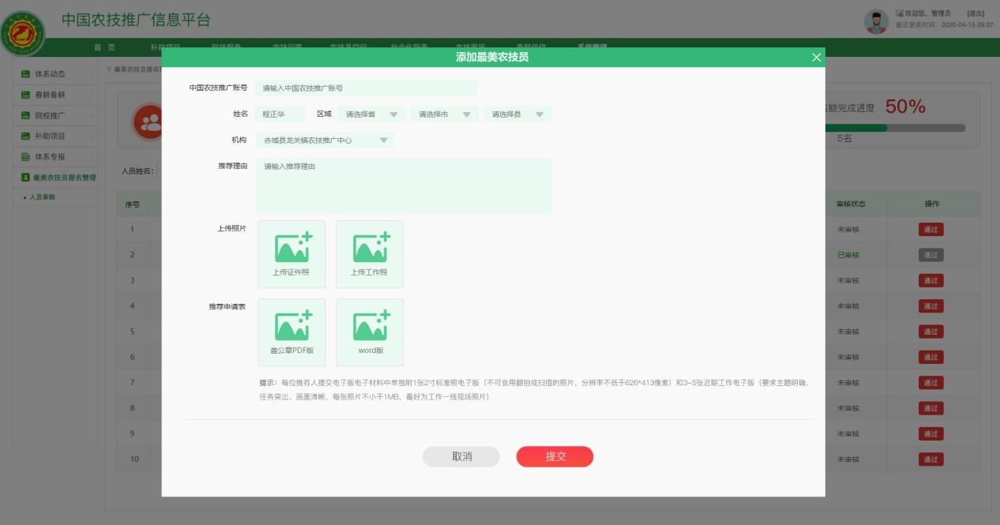 中国农技推广信息平台
欢迎您，管理员 [退出]
最近登录时间：2020-04-15 09:37
首 页
添加最美农技员
体系动态
春耕备耕
院校推广
补助项目
体系专报
最美农技员提名管理
人员审核
最美农技员提名
额完成进度 50%
5名
人员姓名：
序号 审核状态 操作
1 未审核 通过
2 已审核 通过
3 未审核 通过
4 未审核 通过
5 未审核 通过
6 未审核 通过
7 未审核 通过
8 未审核 通过
9 未审核 通过
10 未审核 通过
中国农技推广账号 请输入中国农技推广账号
姓名 程正华 区域 请选择省 请选择市 请选择县
机构 赤城县龙关镇农技推广中心
推荐理由 请输入推荐理由
上传照片
上传证件照 上传工作照
推荐申请表
盖公章PDF版 word版
提示：每位推荐人提交电子版电子材料中单独附1张2寸标准照电子版（不可食用翻拍或扫描的照片，分辨率不低于626*413像素）和3-5张近期工作电子版（要求主题明确、
任务突出、画面清晰，每张照片不小于1MB，最好为工作一线现场照片）
取消 提交